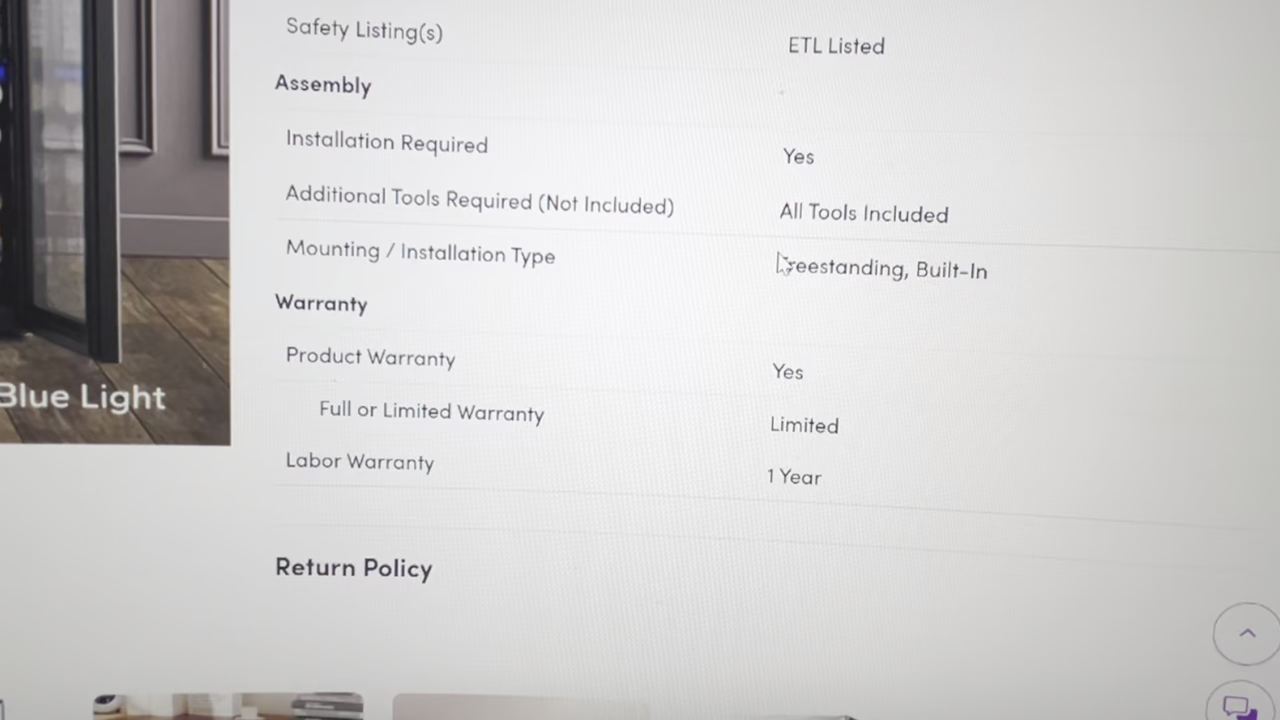 Safety Listing(s) ETL Listed
Assembly
Installation Required Yes
Additional Tools Required (Not Included) All Tools Included
Mounting / Installation Type Freestanding, Built-In
Warranty
Product Warranty Yes
Full or Limited Warranty Limited
Labor Warranty 1 Year
Blue Light
Return Policy